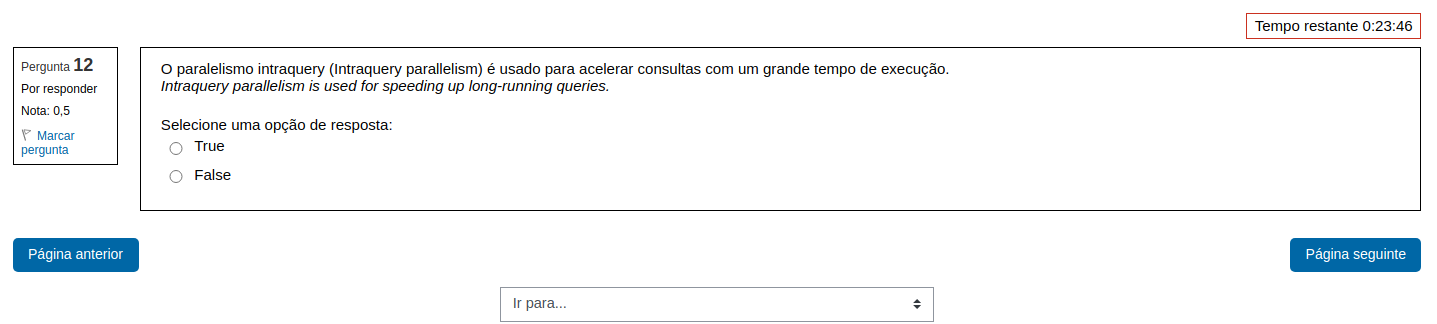 Tempo restante 0:23:46
Pergunta 12
Por responder
Nota: 0,5
Marcar
pergunta
O paralelismo intraquery (Intraquery parallelism) é usado para acelerar consultas com um grande tempo de execução.
Intraquery parallelism is used for speeding up long-running queries.
Selecione uma opção de resposta:
True
False
Página anterior
Página seguinte
Ir para...